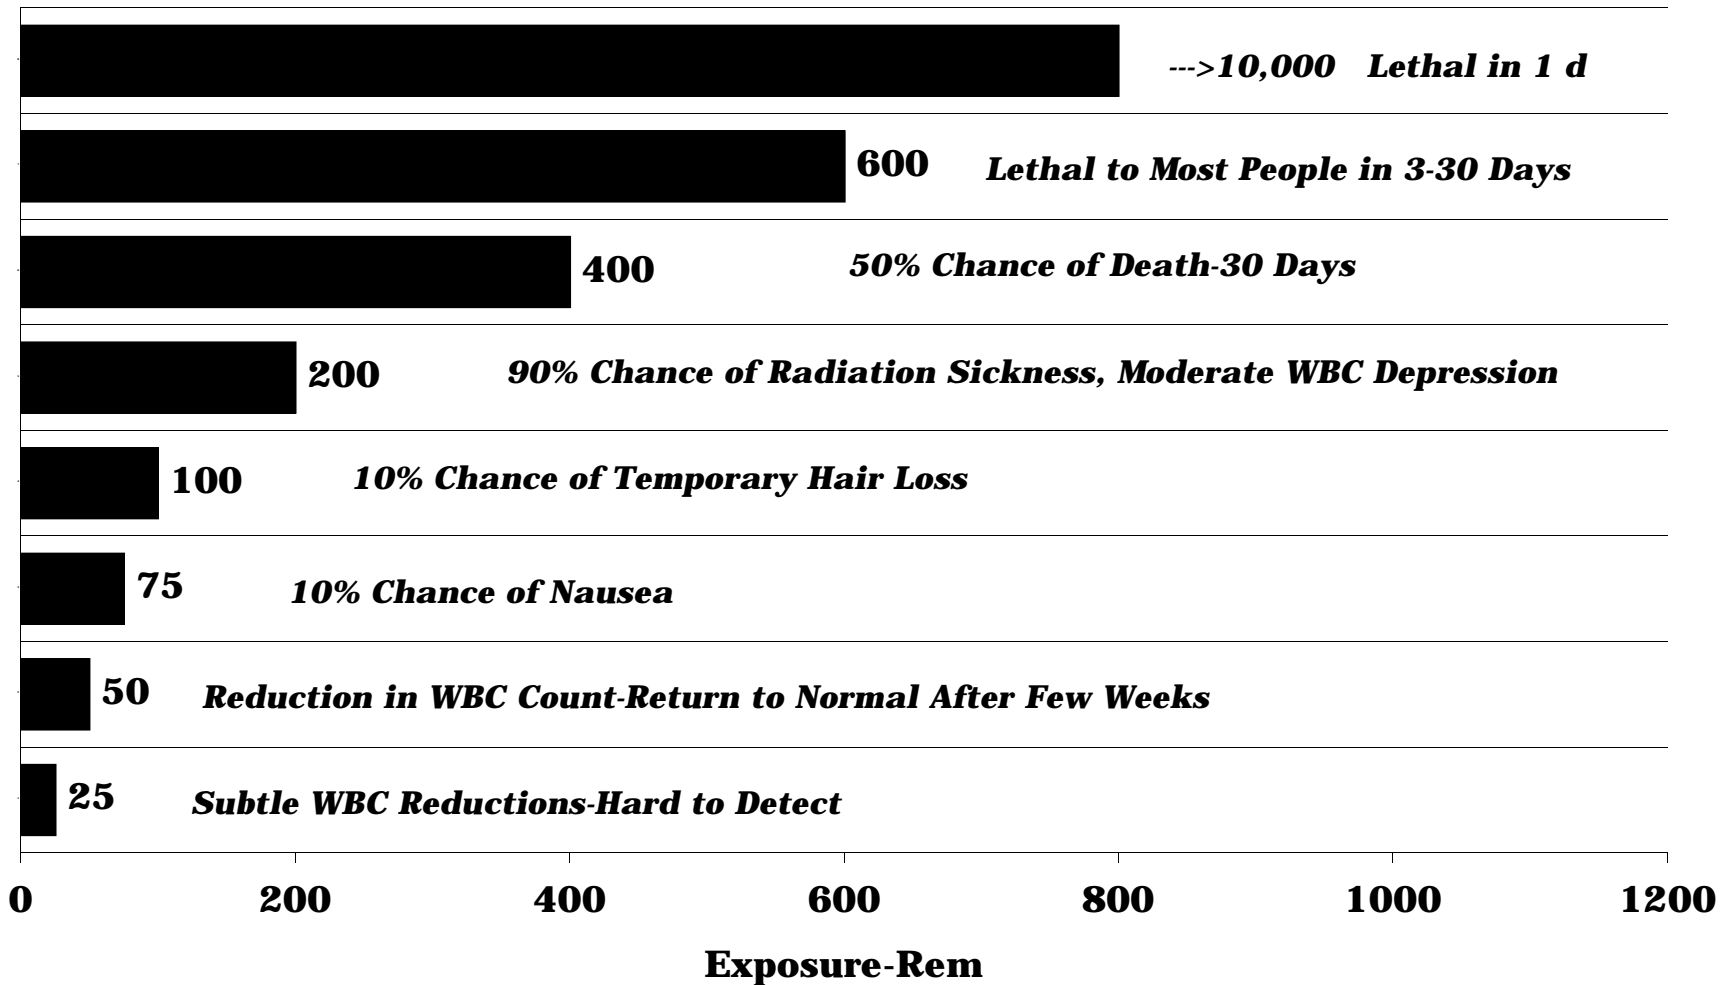 --->10,000 Lethal in 1 d
600 Lethal to Most People in 3-30 Days
400 50% Chance of Death-30 Days
200 90% Chance of Radiation Sickness, Moderate WBC Depression
100 10% Chance of Temporary Hair Loss
75 10% Chance of Nausea
50 Reduction in WBC Count-Return to Normal After Few Weeks
25 Subtle WBC Reductions-Hard to Detect
0 200 400 600 800 1000 1200
Exposure-Rem